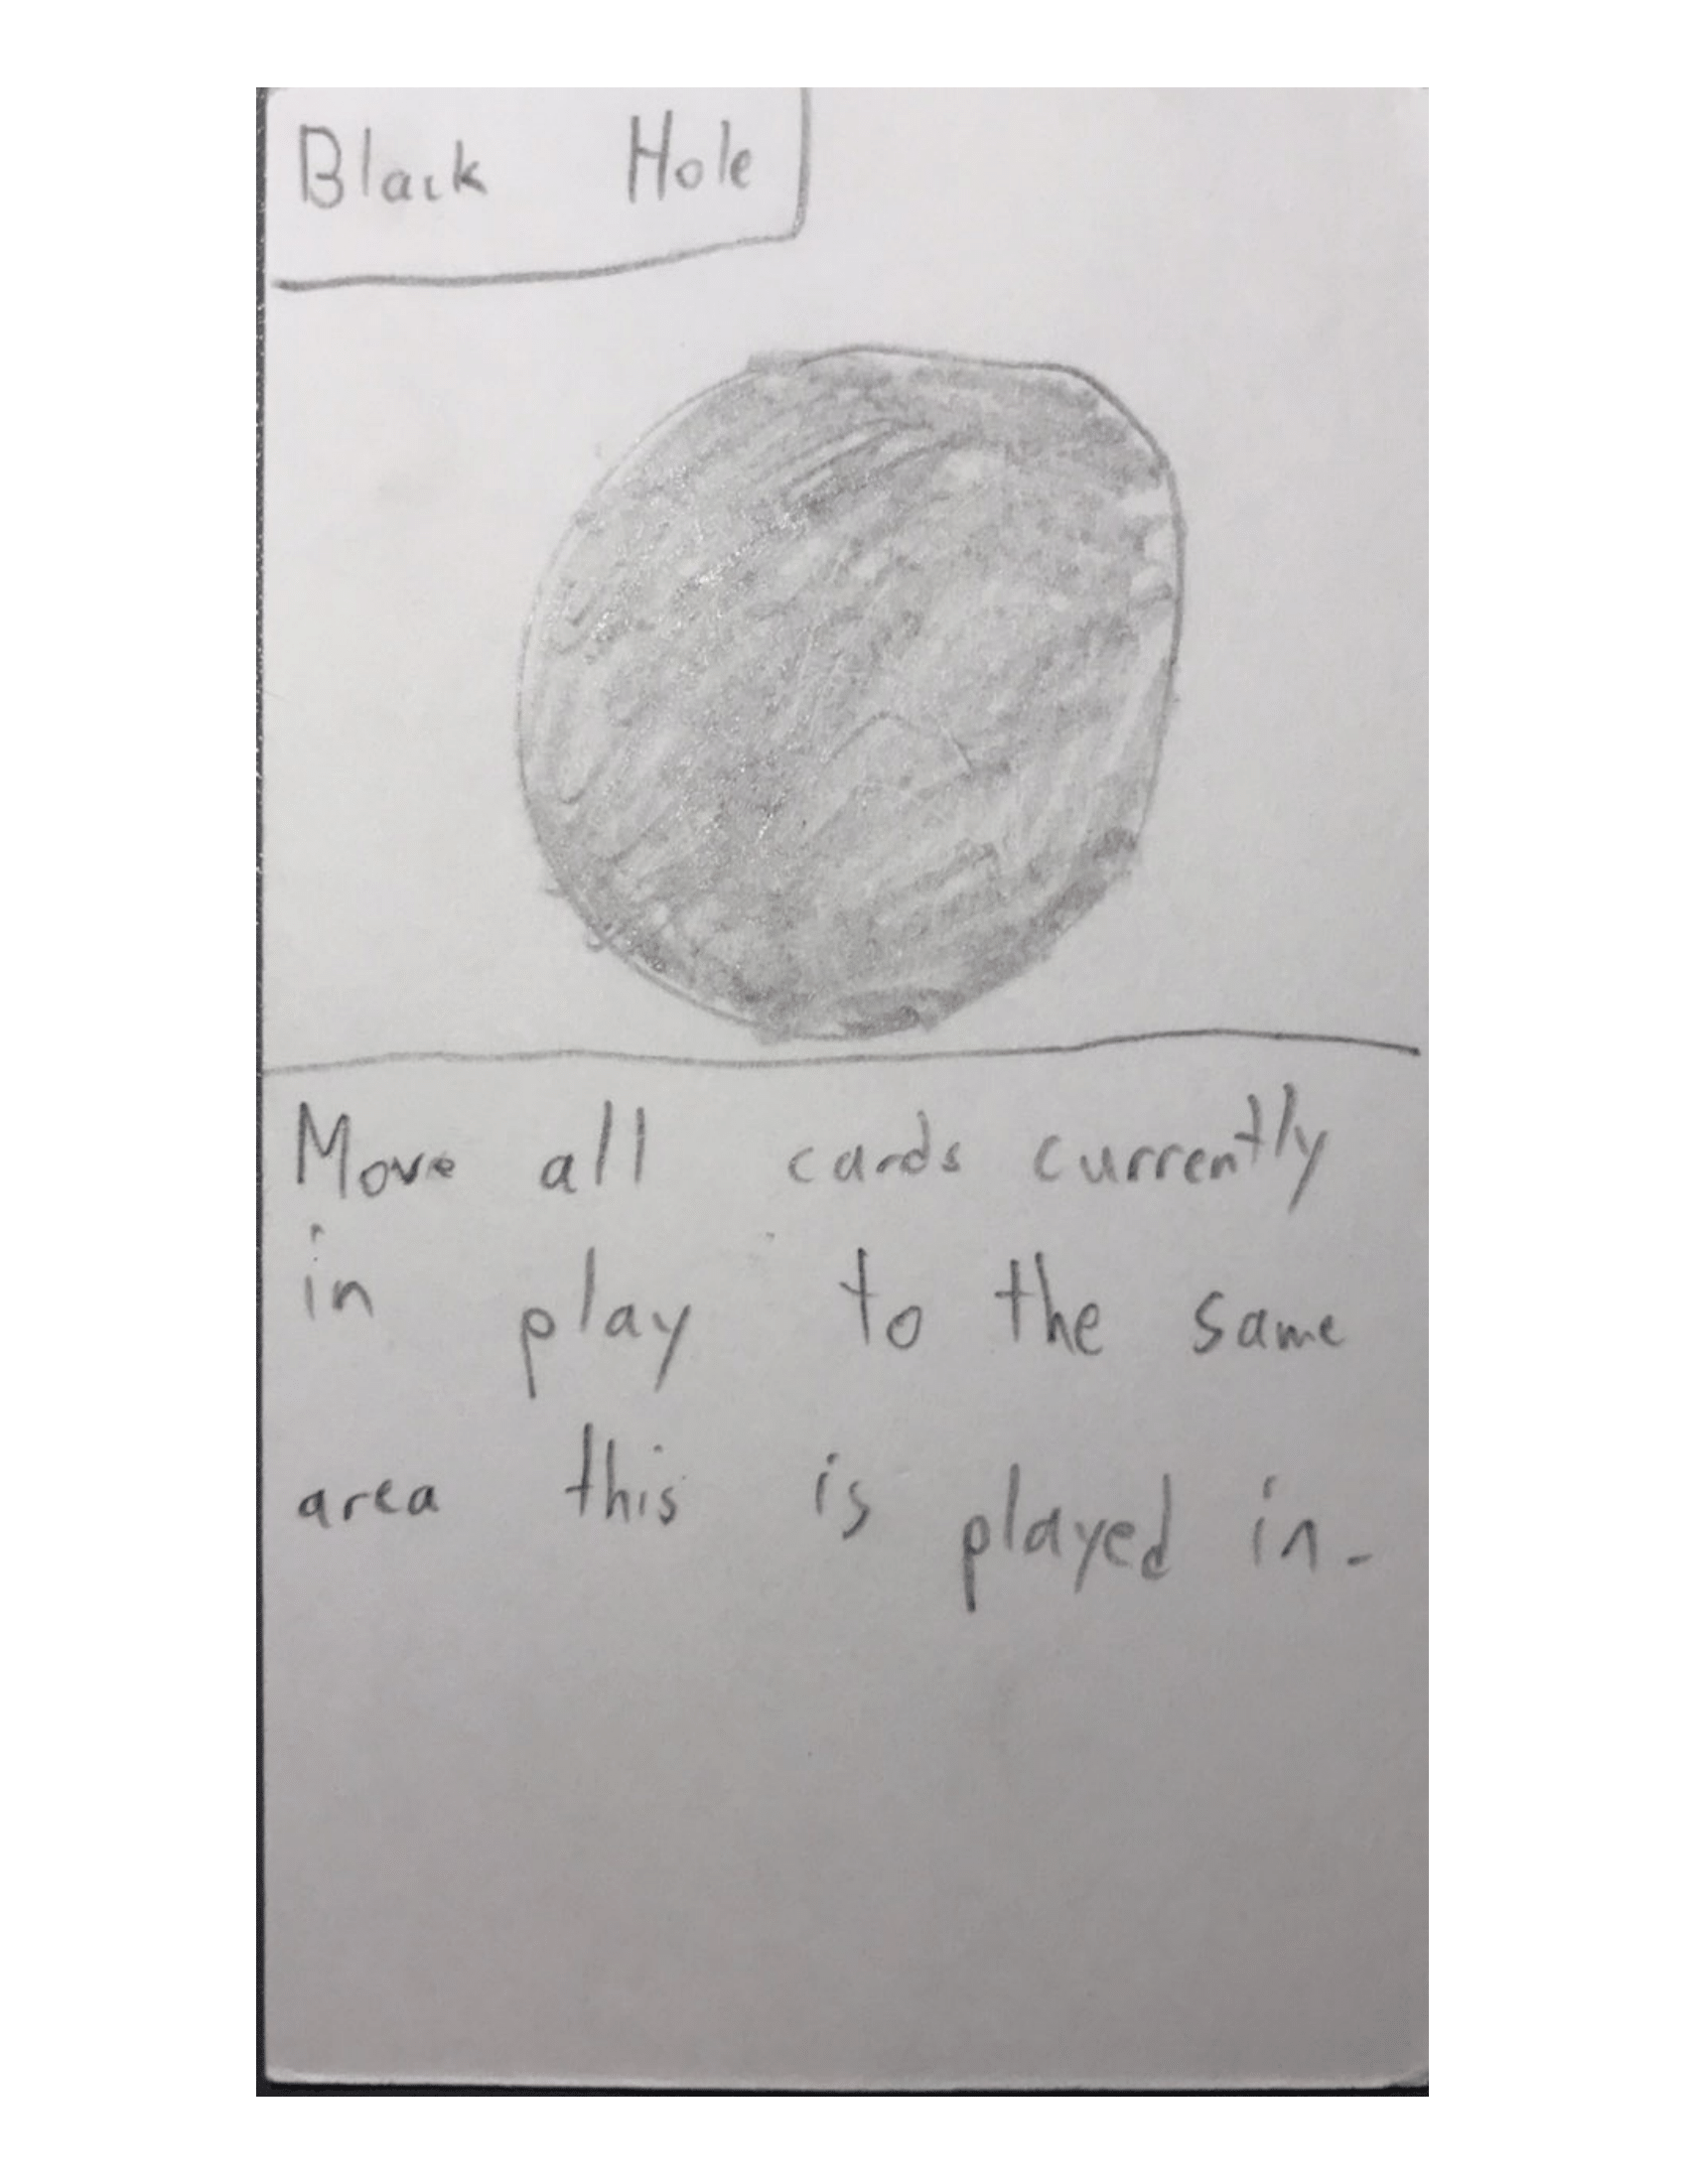 Black Hole
Move all cards currently
in play to the same
area this is played in.